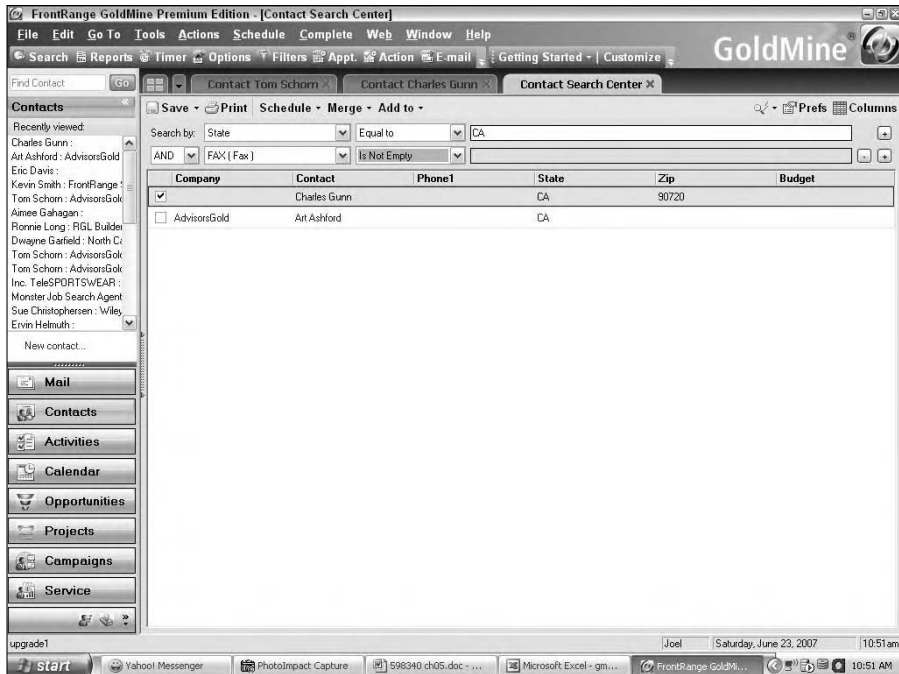 FrontRange GoldMine Premium Edition - [Contact Search Center]
File Edit Go To Tools Actions Schedule Complete Web Window Help
Search Reports Timer Options Filters Appt. Action E-mail Getting Started - | Customize
GoldMine®
Find Contact Go Contact Tom Schorn Contact Charles Gunn Contact Search Center
Contacts
Save Print Schedule Merge Add to Prefs Columns
Recently viewed:
Search by: State Equal to CA
AND FAX ( Fax ) Is Not Empty
Charles Gunn :
Art Ashford : AdvisorsGold
Eric Davis :
Kevin Smith : FrontRange
Tom Schorn : AdvisorsGold
Aimee Gahagan :
Ronnie Long : RGL Builder
Dwayne Garfield : North
Tom Schorn : AdvisorsGold
Tom Schorn : AdvisorsGold
Inc. TeleSPORTSWEAR :
Monster Job Search Agent
Sue Christophersen : Wiley
Ervin Helmuth :
New contact...
Company Contact Phone1 State Zip Budget
Charles Gunn CA 90720
AdvisorsGold Art Ashford CA
Mail
Contacts
Activities
Calendar
Opportunities
Projects
Campaigns
Service
upgrade1 Joel Saturday, June 23, 2007 10:51am
start Yahoo! Messenger PhotoImpact Capture 598340 ch05.doc - ... Microsoft Excel - gm... FrontRange GoldMi... 10:51 AM